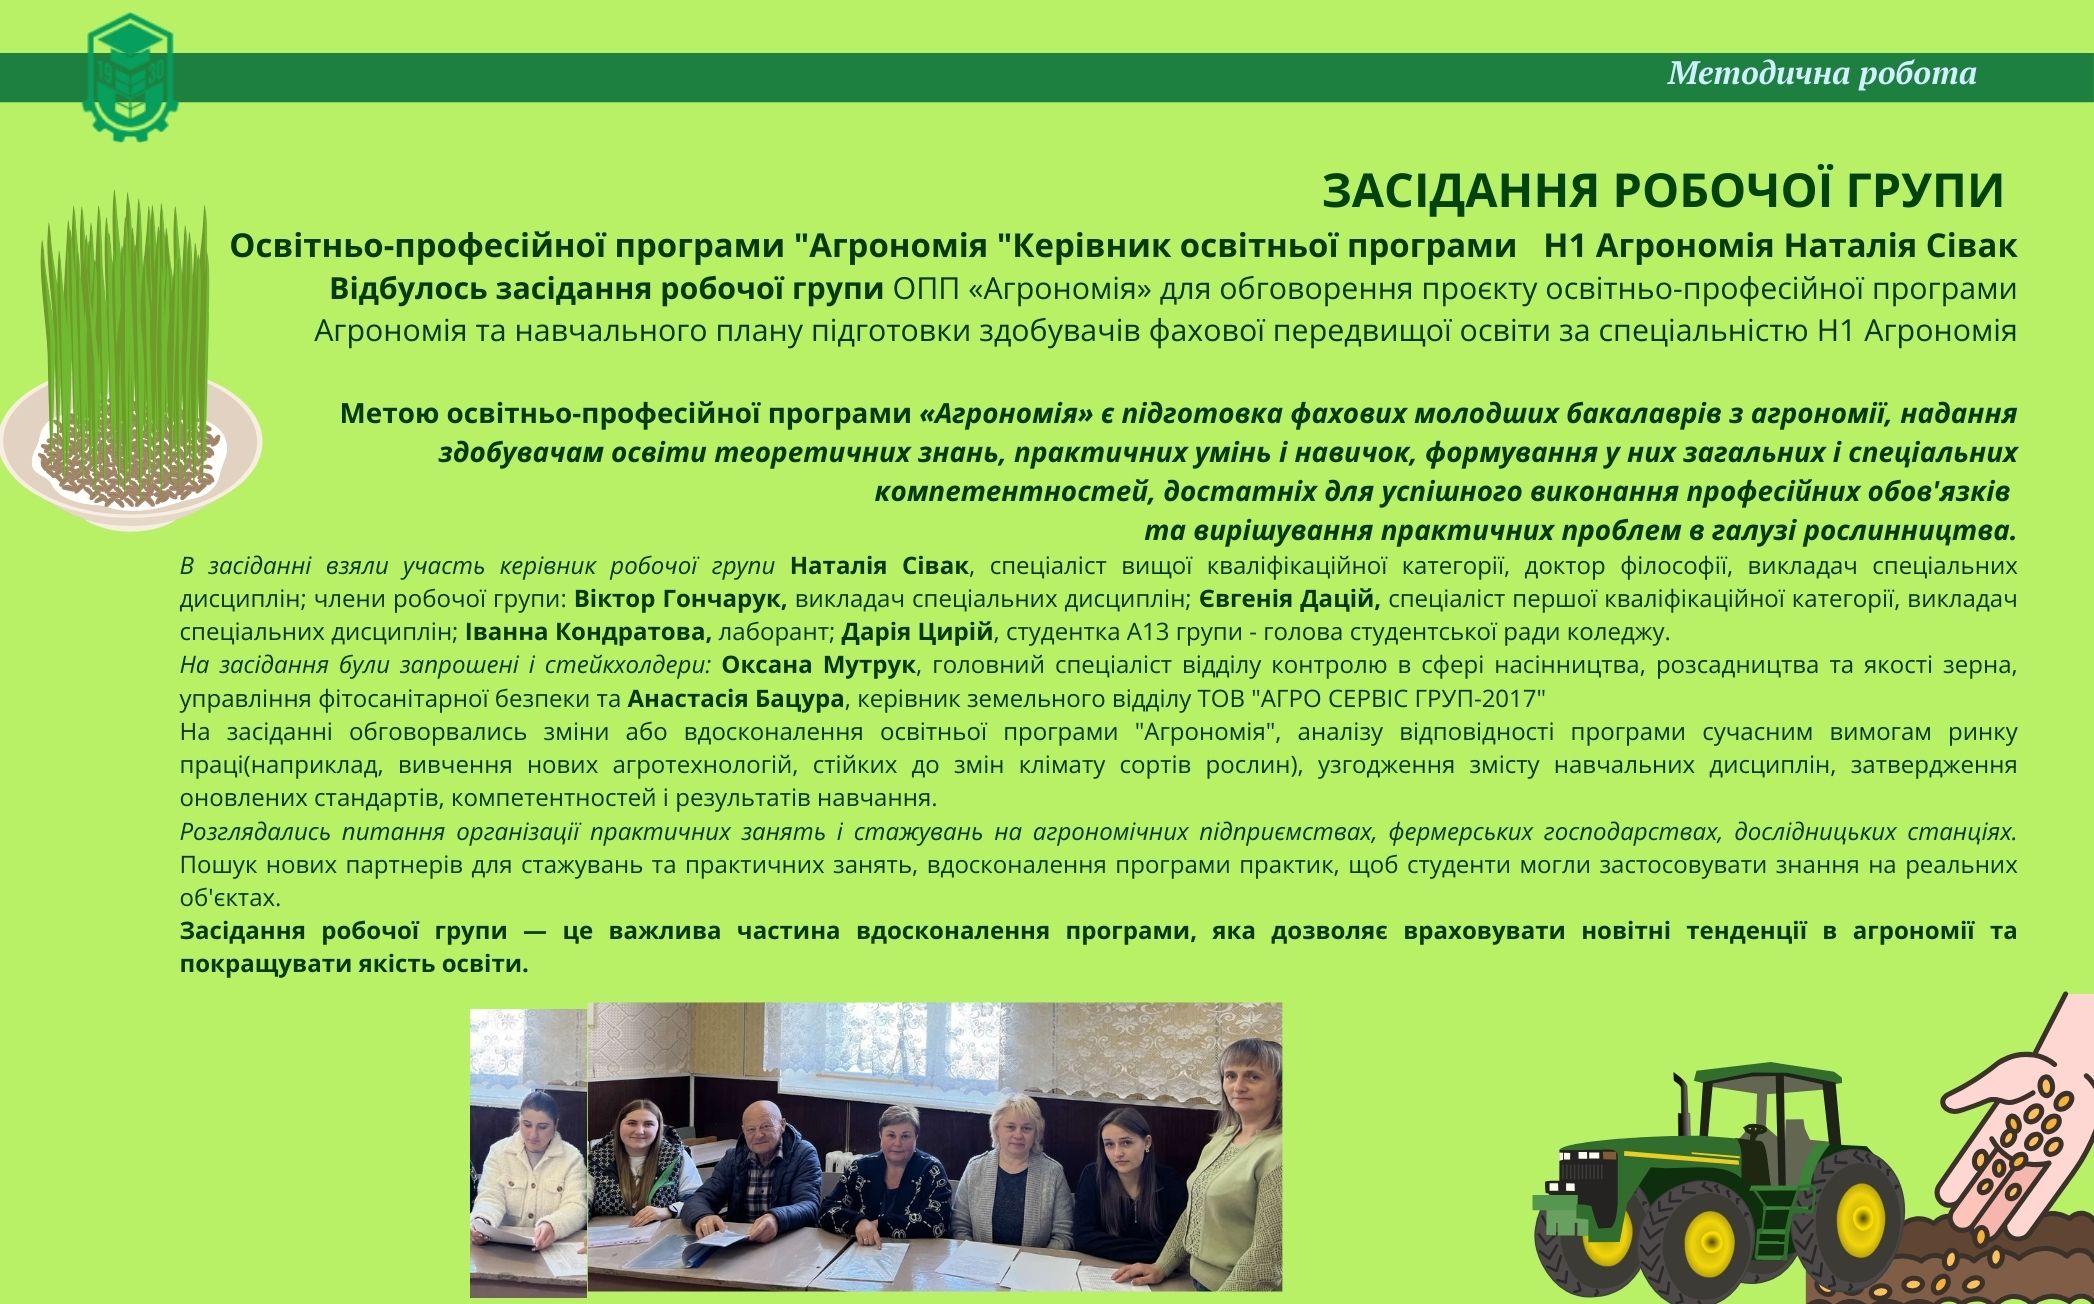 19 30
Методична робота
ЗАСІДАННЯ РОБОЧОЇ ГРУПИ
Освітньо-професійної програми "Агрономія "Керівник освітньої програми Н1 Агрономія Наталія Сівак
Відбулось засідання робочої групи ОПП «Агрономія» для обговорення проєкту освітньо-професійної програми
Агрономія та навчального плану підготовки здобувачів фахової передвищої освіти за спеціальністю Н1 Агрономія
Метою освітньо-професійної програми «Агрономія» є підготовка фахових молодших бакалаврів з агрономії, надання
здобувачам освіти теоретичних знань, практичних умінь і навичок, формування у них загальних і спеціальних
компетентностей, достатніх для успішного виконання професійних обов'язків
та вирішування практичних проблем в галузі рослинництва.
В засіданні взяли участь керівник робочої групи Наталія Сівак, спеціаліст вищої кваліфікаційної категорії, доктор філософії, викладач спеціальних
дисциплін; члени робочої групи: Віктор Гончарук, викладач спеціальних дисциплін; Євгенія Дацій, спеціаліст першої кваліфікаційної категорії, викладач
спеціальних дисциплін; Іванна Кондратова, лаборант; Дарія Цирій, студентка А13 групи - голова студентської ради коледжу.
На засідання були запрошені і стейкхолдери: Оксана Мутрук, головний спеціаліст відділу контролю в сфері насінництва, розсадництва та якості зерна,
управління фітосанітарної безпеки та Анастасія Бацура, керівник земельного відділу ТОВ "АГРО СЕРВІС ГРУП-2017"
На засіданні обговорвались зміни або вдосконалення освітньої програми "Агрономія", аналізу відповідності програми сучасним вимогам ринку
праці(наприклад, вивчення нових агротехнологій, стійких до змін клімату сортів рослин), узгодження змісту навчальних дисциплін, затвердження
оновлених стандартів, компетентностей і результатів навчання.
Розглядались питання організації практичних занять і стажувань на агрономічних підприємствах, фермерських господарствах, дослідницьких станціях.
Пошук нових партнерів для стажувань та практичних занять, вдосконалення програми практик, щоб студенти могли застосовувати знання на реальних
об'єктах.
Засідання робочої групи — це важлива частина вдосконалення програми, яка дозволяє враховувати новітні тенденції в агрономії та
покращувати якість освіти.